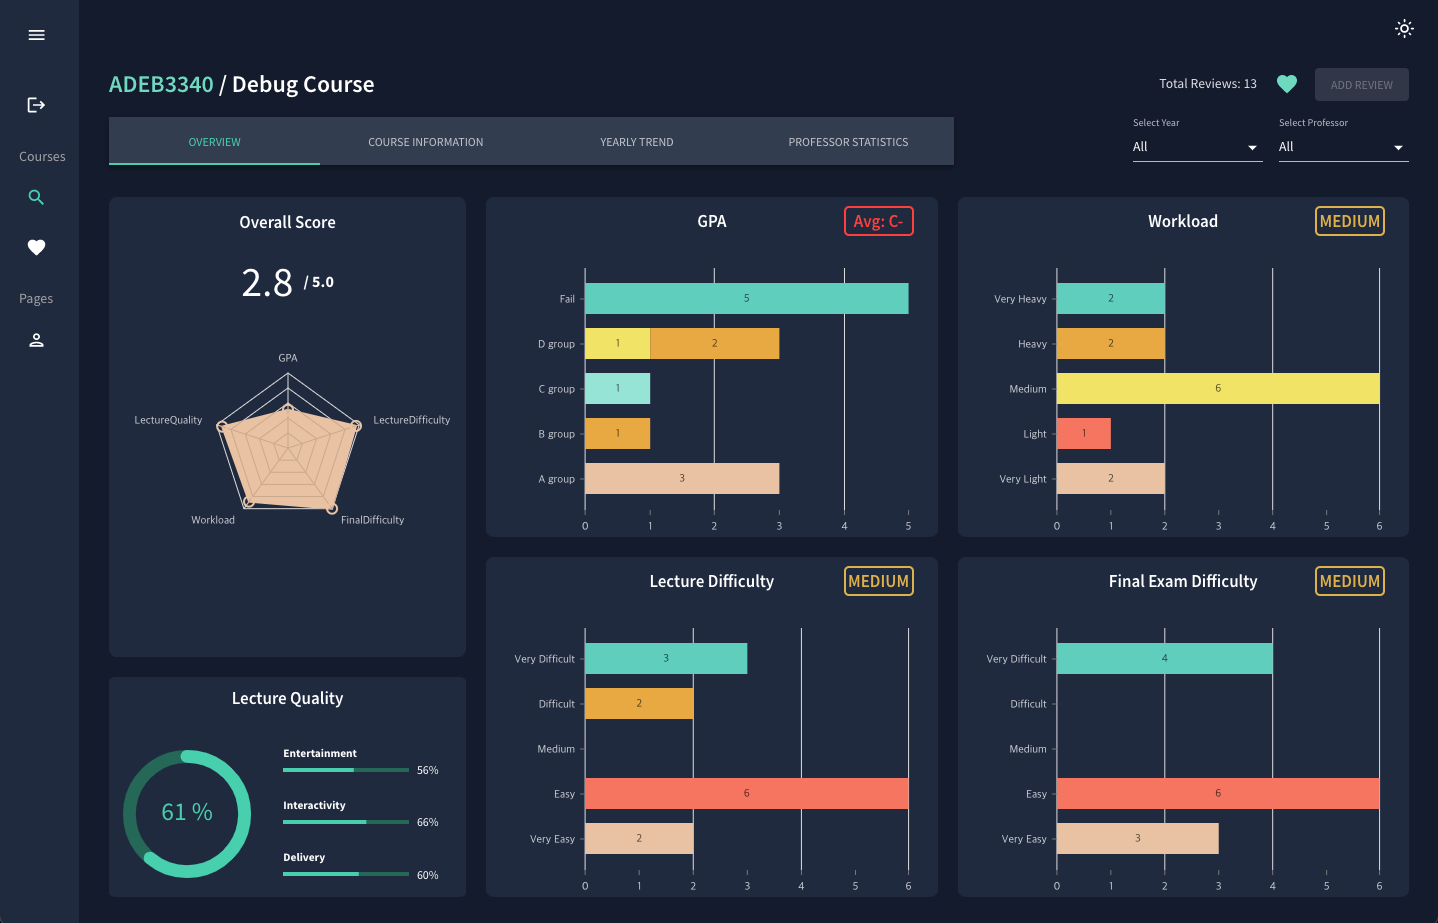 ADEB3340 / Debug Course
Total Reviews: 13
ADD REVIEW
Courses
Pages
OVERVIEW
COURSE INFORMATION
YEARLY TREND
PROFESSOR STATISTICS
Select Year
All
Select Professor
All
Overall Score
2.8 / 5.0
GPA
LectureQuality
LectureDifficulty
Workload
FinalDifficulty
Lecture Quality
61 %
Entertainment
56%
Interactivity
66%
Delivery
60%
GPA
Avg: C-
Fail 5
D group 1 2
C group 1
B group 1
A group 3
0 1 2 3 4 5
Workload
MEDIUM
Very Heavy 2
Heavy 2
Medium 6
Light 1
Very Light 2
0 1 2 3 4 5 6
Lecture Difficulty
MEDIUM
Very Difficult 3
Difficult 2
Medium
Easy 6
Very Easy 2
0 1 2 3 4 5 6
Final Exam Difficulty
MEDIUM
Very Difficult 4
Difficult
Medium
Easy 6
Very Easy 3
0 1 2 3 4 5 6